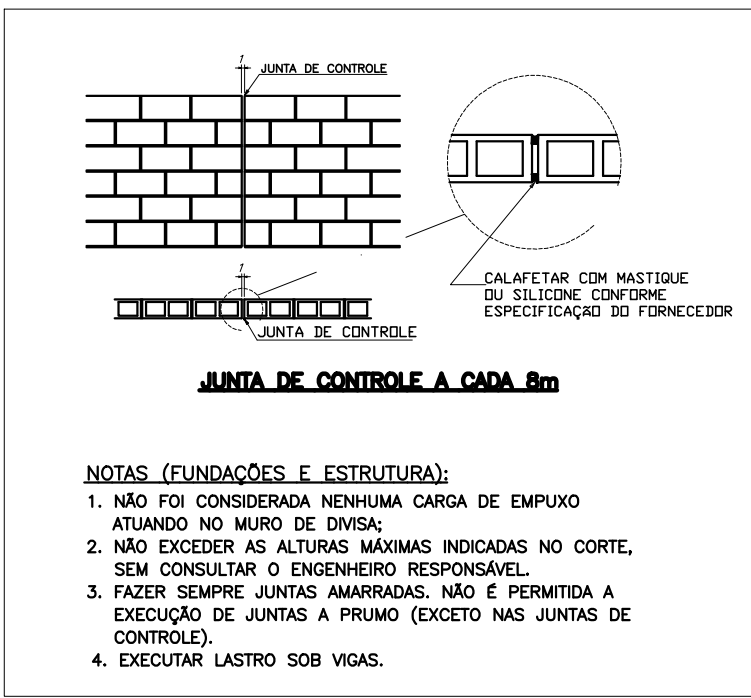 1
JUNTA DE CONTROLE
CALAFETAR COM MASTIQUE
OU SILICONE CONFORME
ESPECIFICAÇÃO DO FORNECEDOR
1
JUNTA DE CONTROLE
JUNTA DE CONTROLE A CADA 8m
NOTAS (FUNDAÇÕES E ESTRUTURA):
1. NÃO FOI CONSIDERADA NENHUMA CARGA DE EMPUXO
ATUANDO NO MURO DE DIVISA;
2. NÃO EXCEDER AS ALTURAS MÁXIMAS INDICADAS NO CORTE,
SEM CONSULTAR O ENGENHEIRO RESPONSÁVEL.
3. FAZER SEMPRE JUNTAS AMARRADAS. NÃO É PERMITIDA A
EXECUÇÃO DE JUNTAS A PRUMO (EXCETO NAS JUNTAS DE
CONTROLE).
4. EXECUTAR LASTRO SOB VIGAS.